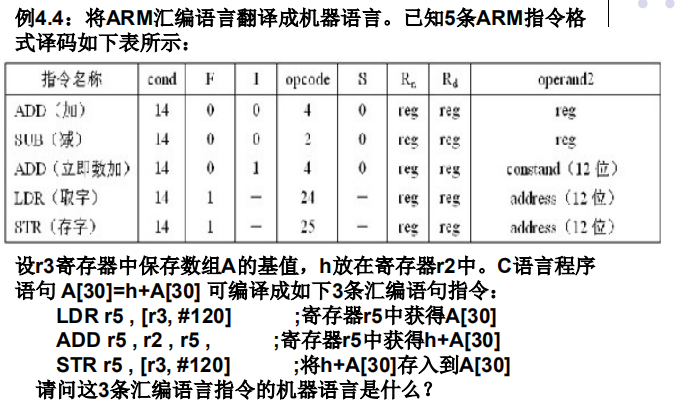 例4.4：将ARM汇编语言翻译成机器语言。已知5条ARM指令格
式译码如下表所示：
指令名称 cond F I opcode S Rn Rd operand2
ADD（加） 14 0 0 4 0 reg reg reg
SUB（减） 14 0 0 2 0 reg reg reg
ADD（立即数加） 14 0 1 4 0 reg reg constand（12 位）
LDR（取字） 14 1 — 24 — reg reg address（12 位）
STR（存字） 14 1 — 25 — reg reg address（12 位）
设r3寄存器中保存数组A的基值，h放在寄存器r2中。C语言程序
语句 A[30]=h+A[30] 可编译成如下3条汇编语句指令：
LDR r5 , [r3, #120] ;寄存器r5中获得A[30]
ADD r5 , r2 , r5 , ;寄存器r5中获得h+A[30]
STR r5 , [r3, #120] ;将h+A[30]存入到A[30]
请问这3条汇编语言指令的机器语言是什么？